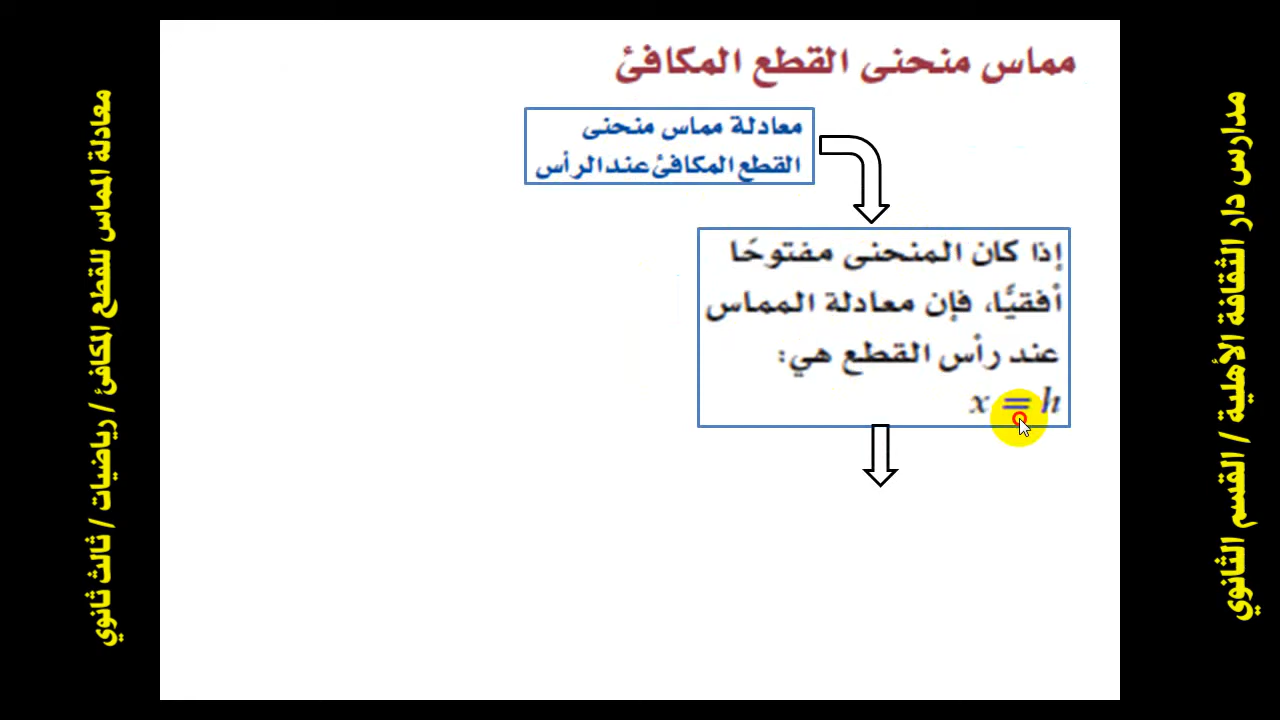 مماس منحنى القطع المكافئ
معادلة مماس منحنى
القطع المكافئ عند الرأس
إذا كان المنحنى مفتوحًا
أفقيًّا، فإن معادلة المماس
عند رأس القطع هي:
x = h
مدارس دار الثقافة الأهلية / القسم الثانوي
معادلة المماس للقطع المكافئ / رياضيات / ثالث ثانوي